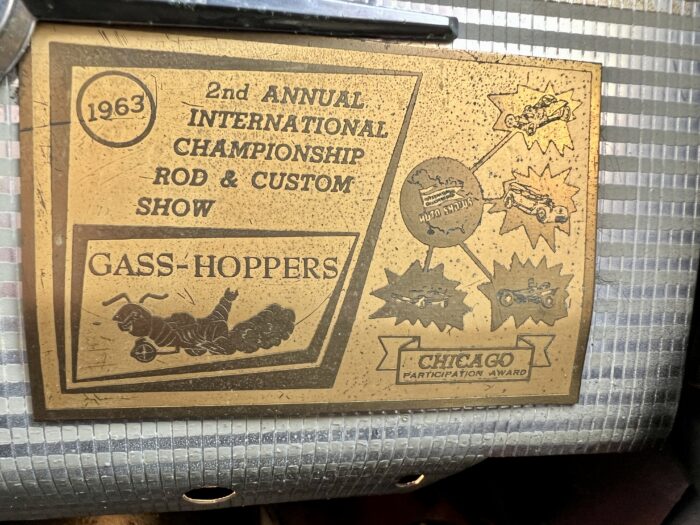 1963
2nd ANNUAL
INTERNATIONAL
CHAMPIONSHIP
ROD & CUSTOM
SHOW
GASS-HOPPERS
CHICAGO
PARTICIPATION AWARD